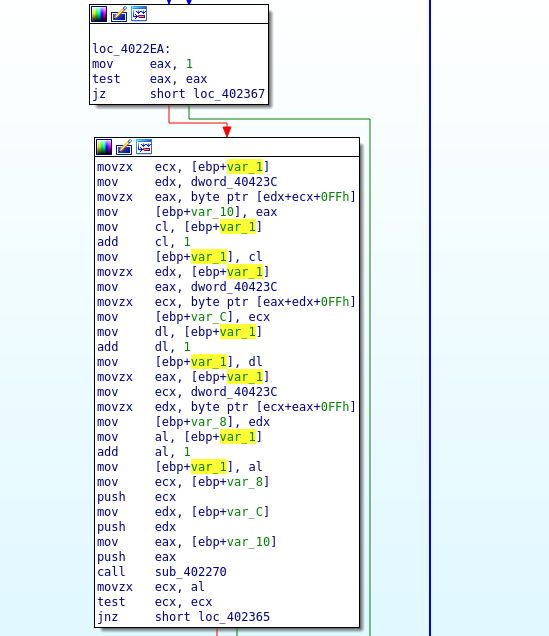 loc_4022EA:
mov eax, 1
test eax, eax
jz short loc_402367
movzx ecx, [ebp+var_1]
mov edx, dword_40423C
movzx eax, byte ptr [edx+ecx+0FFh]
mov [ebp+var_10], eax
mov cl, [ebp+var_1]
add cl, 1
mov [ebp+var_1], cl
movzx edx, [ebp+var_1]
mov eax, dword_40423C
movzx ecx, byte ptr [eax+edx+0FFh]
mov [ebp+var_C], ecx
mov dl, [ebp+var_1]
add dl, 1
mov [ebp+var_1], dl
movzx eax, [ebp+var_1]
mov ecx, dword_40423C
movzx edx, byte ptr [ecx+eax+0FFh]
mov [ebp+var_8], edx
mov al, [ebp+var_1]
add al, 1
mov [ebp+var_1], al
mov ecx, [ebp+var_8]
push ecx
mov edx, [ebp+var_C]
push edx
mov eax, [ebp+var_10]
push eax
call sub_402270
movzx ecx, al
test ecx, ecx
jnz short loc_402365